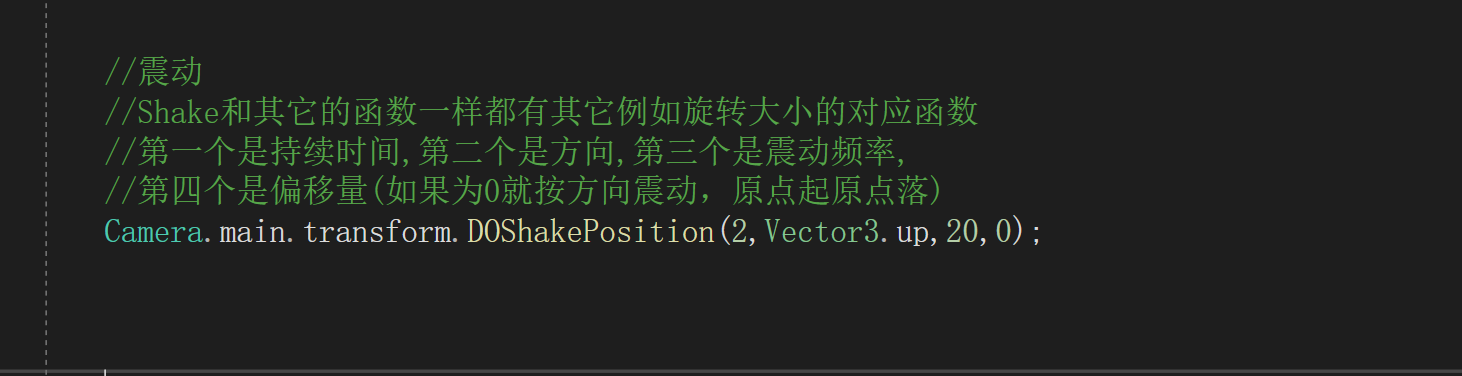 //震动
//Shake和其它的函数一样都有其它例如旋转大小的对应函数
//第一个是持续时间,第二个是方向,第三个是震动频率,
//第四个是偏移量(如果为0就按方向震动，原点起原点落)
Camera.main.transform.DOShakePosition(2,Vector3.up,20,0);